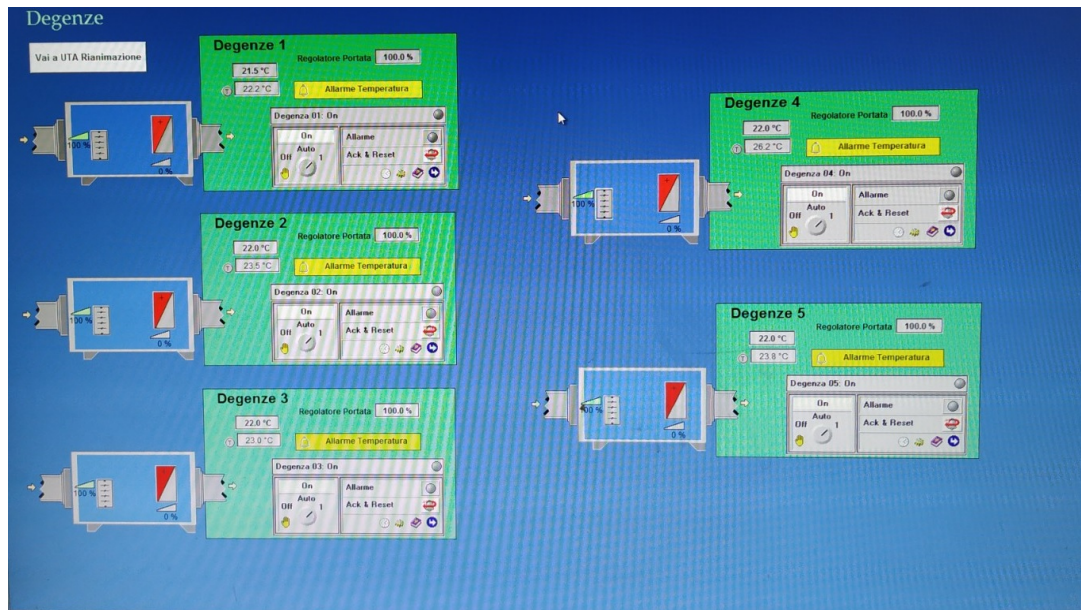 Degenze
Vai a UTA Rianimazione
Degenze 1
Regolatore Portata 100.0 %
21.5 °C
22.2 °C
Allarme Temperatura
Degenza 01: On
On
Allarme
Off Auto 1
Ack & Reset
100 %
0 %
Degenze 2
Regolatore Portata 100.0 %
22.0 °C
23.5 °C
Allarme Temperatura
Degenza 02: On
On
Allarme
Off Auto 1
Ack & Reset
100 %
0 %
Degenze 3
Regolatore Portata 100.0 %
22.0 °C
23.0 °C
Allarme Temperatura
Degenza 03: On
On
Allarme
Off Auto 1
Ack & Reset
100 %
0 %
Degenze 4
Regolatore Portata 100.0 %
22.0 °C
26.2 °C
Allarme Temperatura
Degenza 04: On
On
Allarme
Off Auto 1
Ack & Reset
100 %
0 %
Degenze 5
Regolatore Portata 100.0 %
22.0 °C
23.8 °C
Allarme Temperatura
Degenza 05: On
On
Allarme
Off Auto 1
Ack & Reset
100 %
0 %